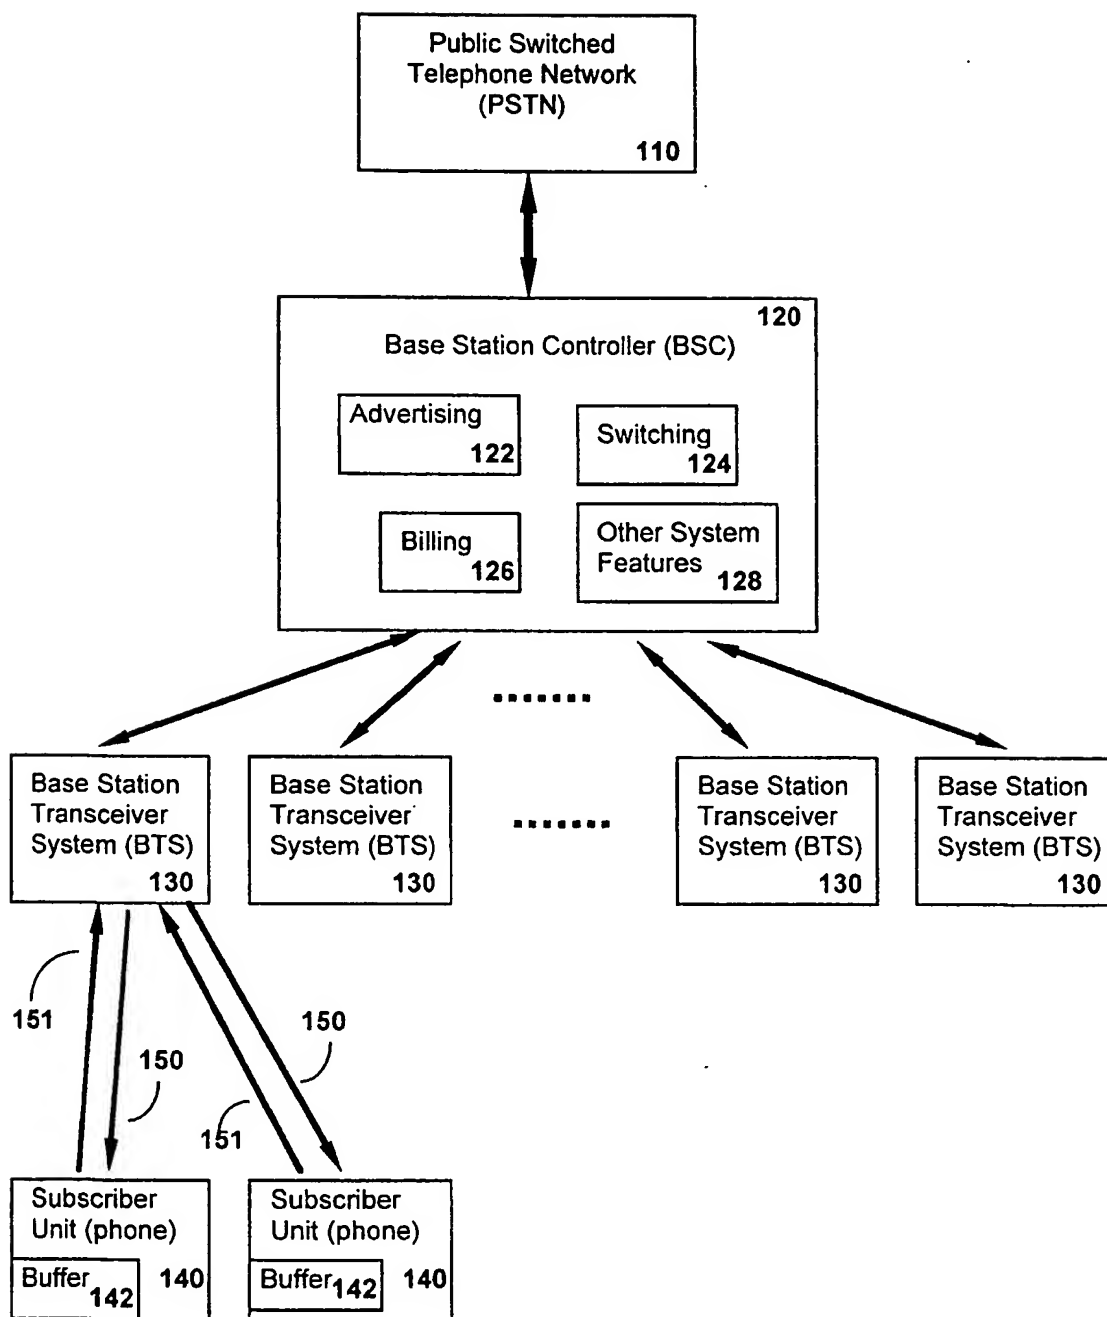 Public Switched
Telephone Network
(PSTN)
110
120
Base Station Controller (BSC)
Advertising
122
Switching
124
Billing
126
Other System
Features
128
.......
Base Station
Transceiver
System (BTS)
130
Base Station
Transceiver
System (BTS)
130
.......
Base Station
Transceiver
System (BTS)
130
Base Station
Transceiver
System (BTS)
130
151
150
150
151
Subscriber
Unit (phone)
Buffer
142
140
Subscriber
Unit (phone)
Buffer
142
140